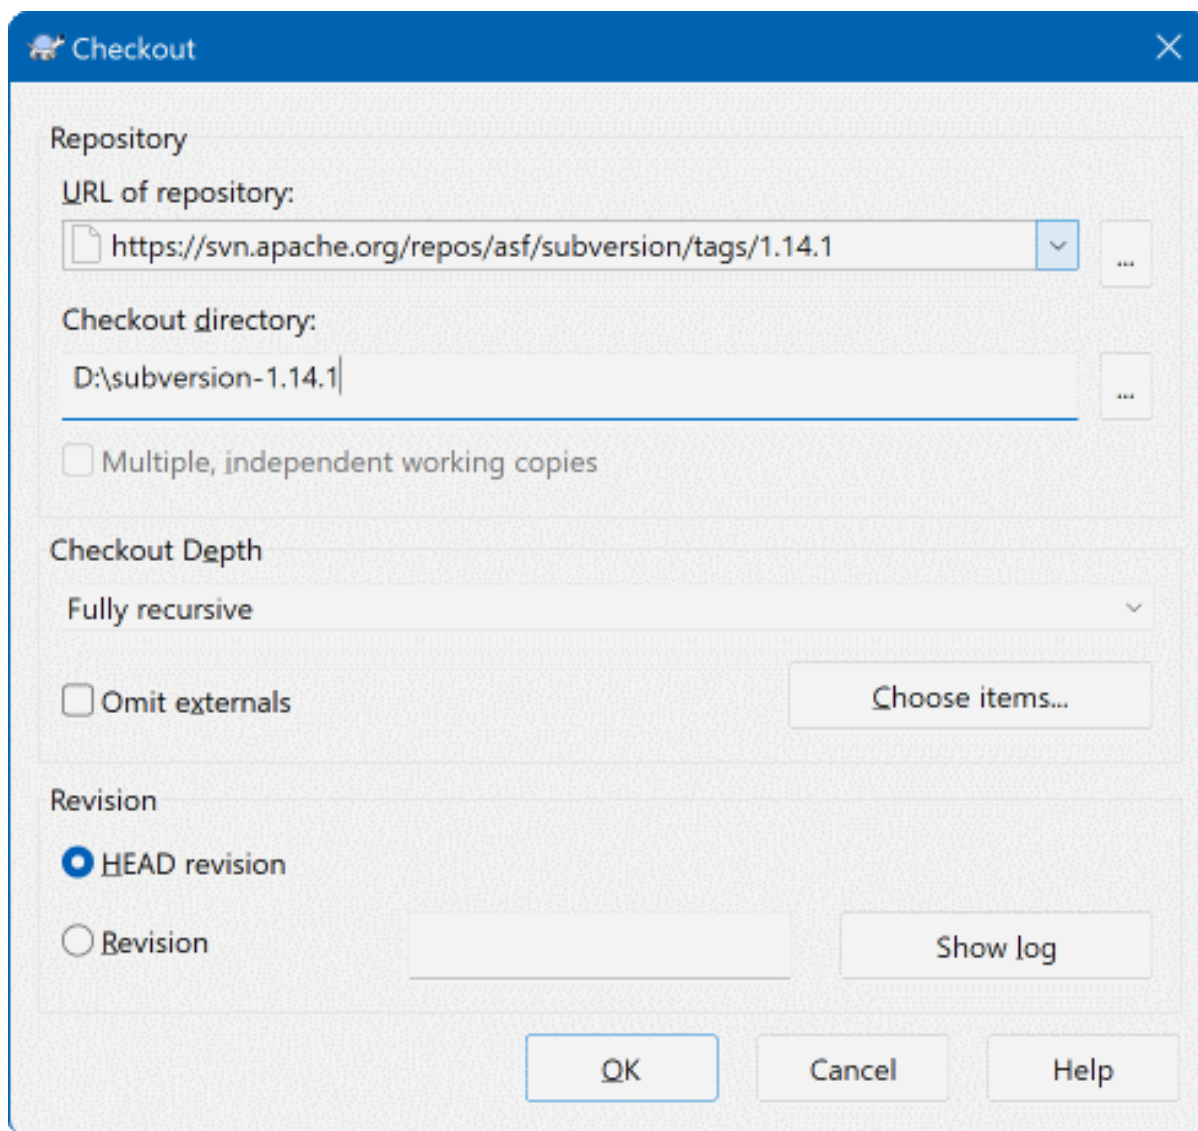 Checkout
Repository
URL of repository:
https://svn.apache.org/repos/asf/subversion/tags/1.14.1
...
Checkout directory:
D:\subversion-1.14.1
...
Multiple, independent working copies
Checkout Depth
Fully recursive
Omit externals
Choose items...
Revision
HEAD revision
Revision
Show log
OK
Cancel
Help